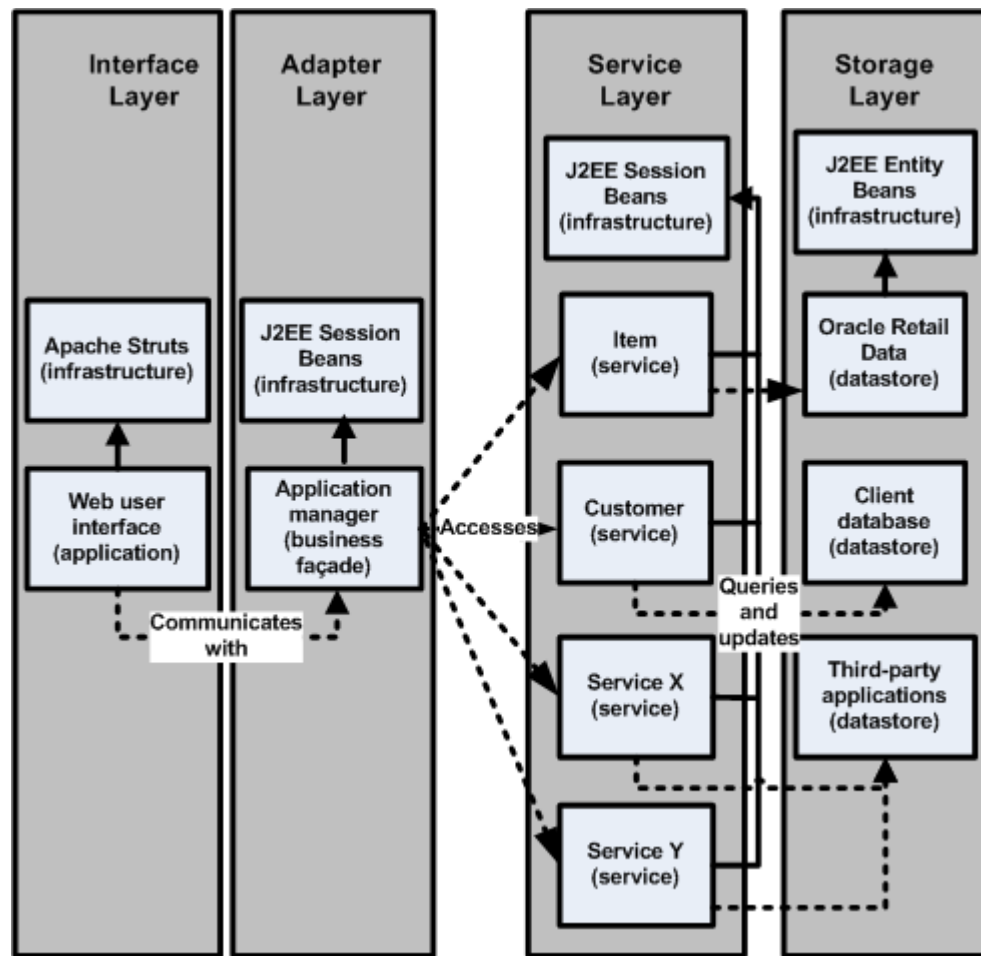 Interface
Layer
Adapter
Layer
Service
Layer
Storage
Layer
J2EE Session
Beans
(infrastructure)
J2EE Entity
Beans
(infrastructure)
Apache Struts
(infrastructure)
J2EE Session
Beans
(infrastructure)
Item
(service)
Oracle Retail
Data
(datastore)
Web user
interface
(application)
Application
manager
(business
façade)
Accesses
Customer
(service)
Client
database
(datastore)
Communicates
with
Queries
and
updates
Service X
(service)
Third-party
applications
(datastore)
Service Y
(service)